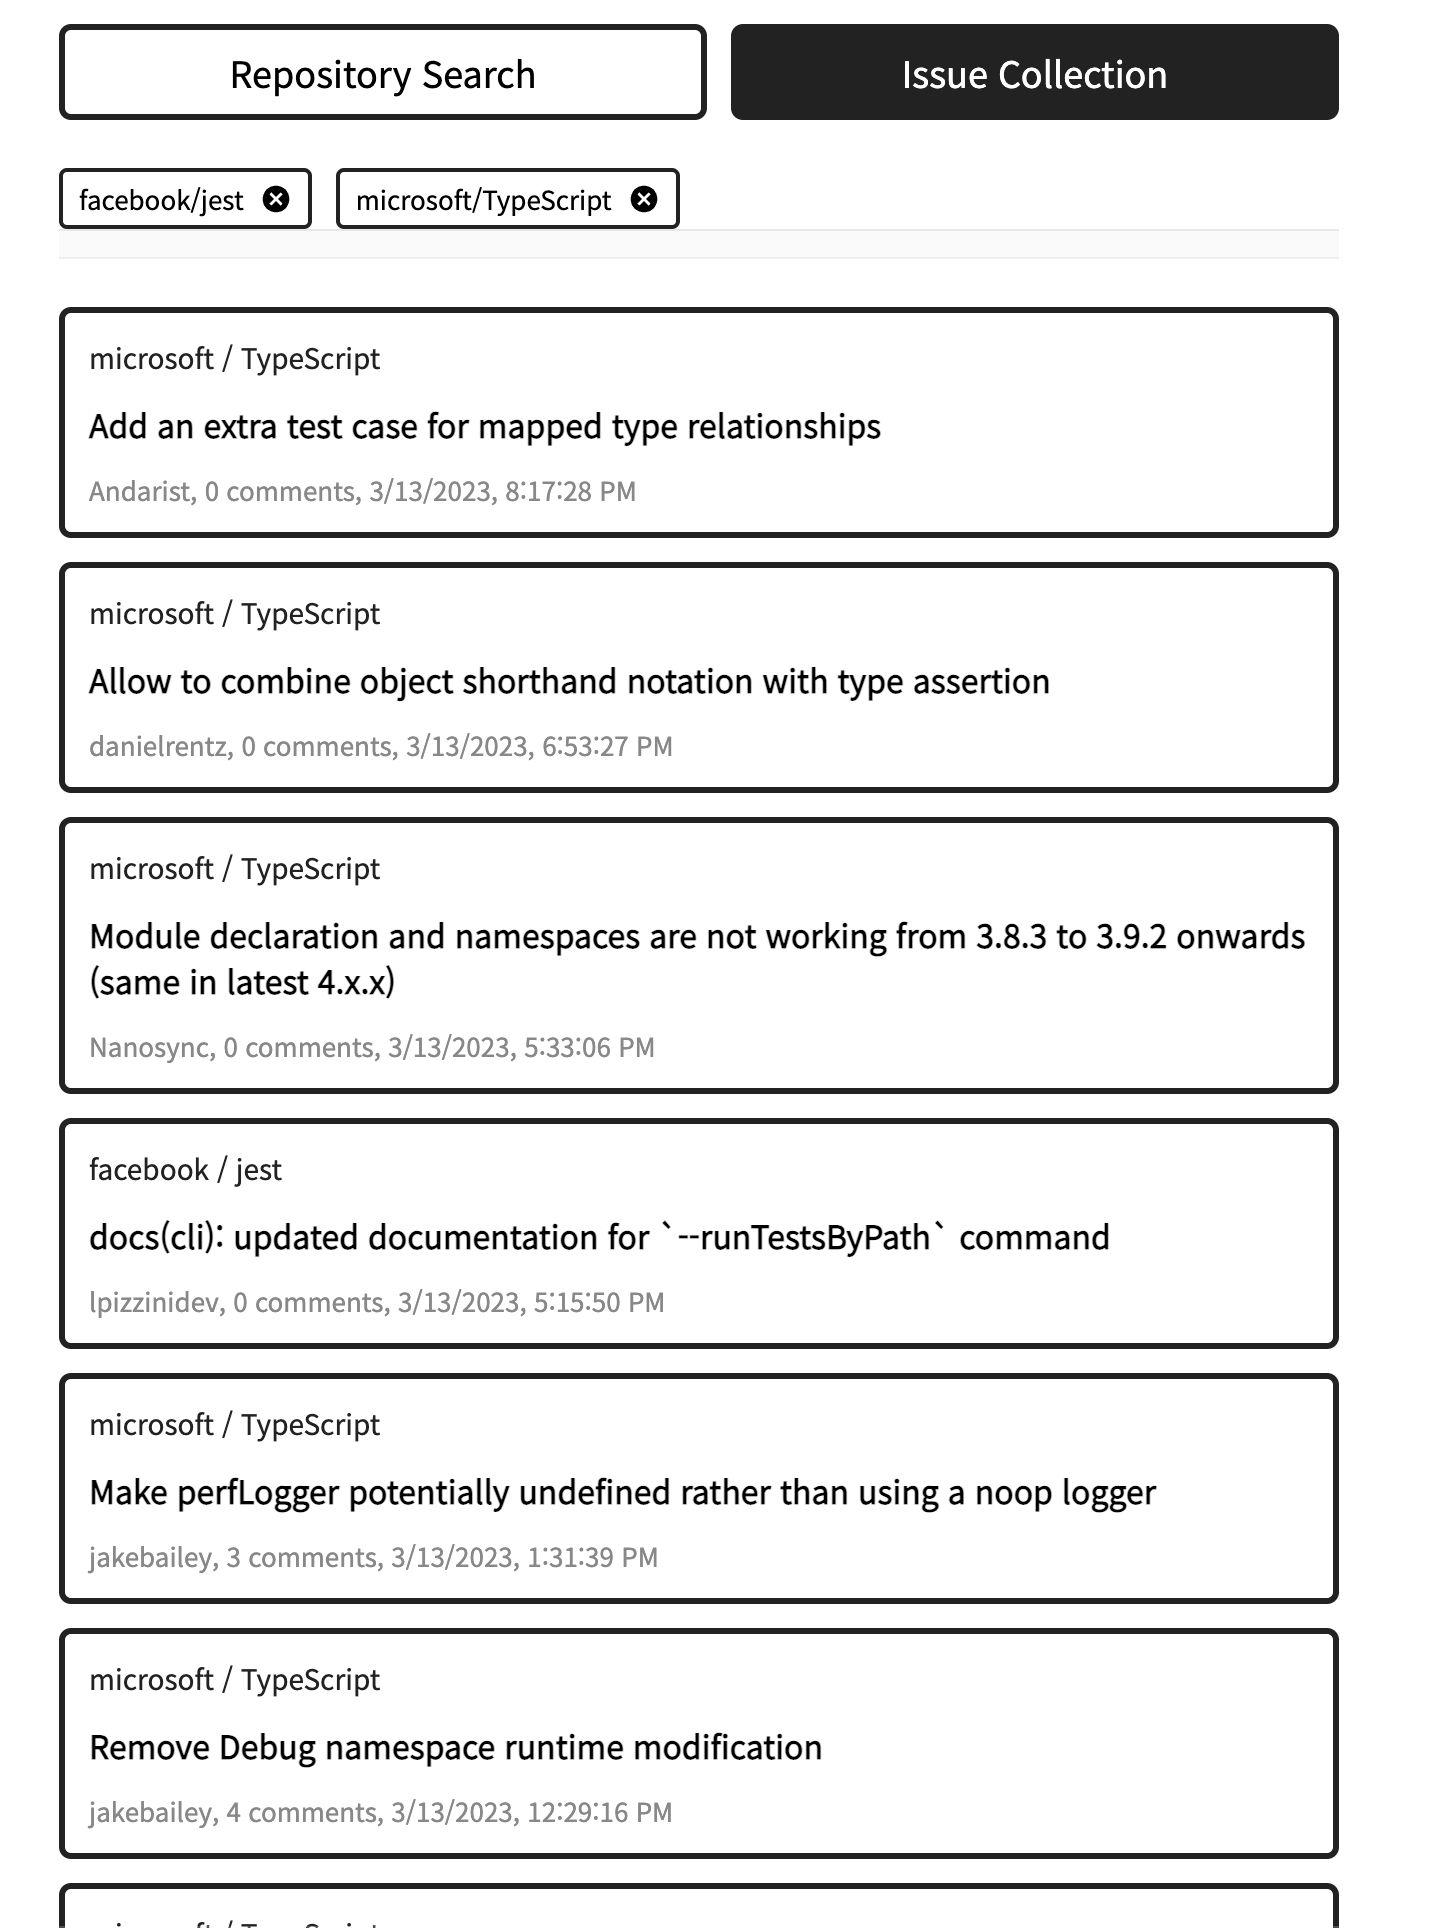 Repository Search
Issue Collection
facebook/jest
microsoft/TypeScript
microsoft / TypeScript
Add an extra test case for mapped type relationships
Andarist, 0 comments, 3/13/2023, 8:17:28 PM
microsoft / TypeScript
Allow to combine object shorthand notation with type assertion
danielrentz, 0 comments, 3/13/2023, 6:53:27 PM
microsoft / TypeScript
Module declaration and namespaces are not working from 3.8.3 to 3.9.2 onwards
(same in latest 4.x.x)
Nanosync, 0 comments, 3/13/2023, 5:33:06 PM
facebook / jest
docs(cli): updated documentation for `--runTestsByPath` command
lpizzinidev, 0 comments, 3/13/2023, 5:15:50 PM
microsoft / TypeScript
Make perfLogger potentially undefined rather than using a noop logger
jakebailey, 3 comments, 3/13/2023, 1:31:39 PM
microsoft / TypeScript
Remove Debug namespace runtime modification
jakebailey, 4 comments, 3/13/2023, 12:29:16 PM